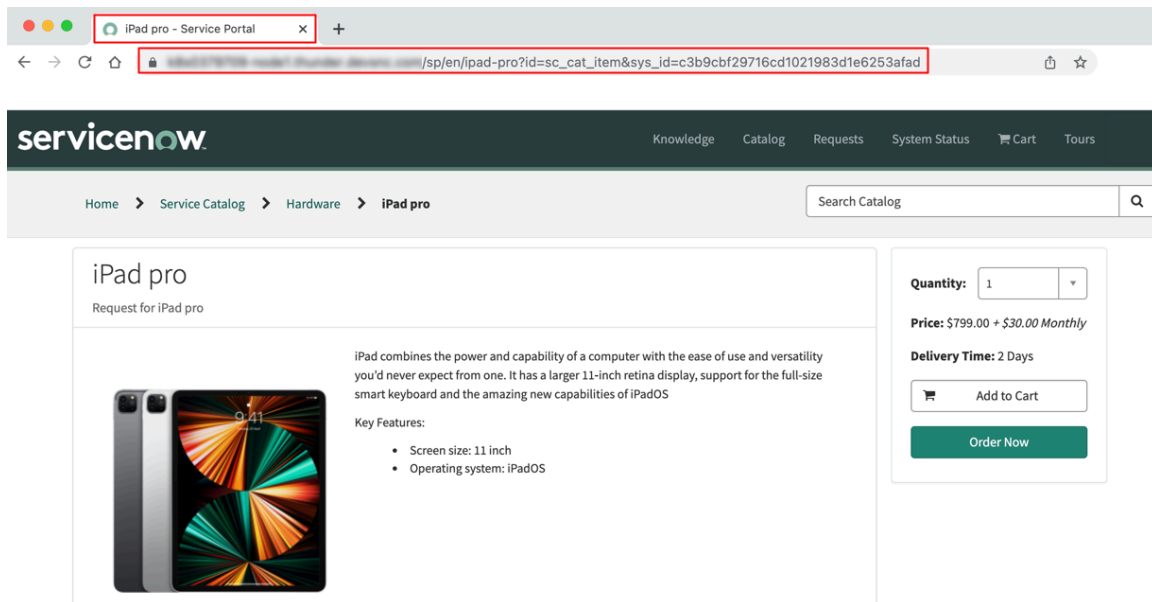 iPad pro - Service Portal
/sp/en/ipad-pro?id=sc_cat_item&sys_id=c3b9cbf29716cd1021983d1e6253afad
servicenow
Knowledge Catalog Requests System Status Cart Tours
Home Service Catalog Hardware iPad pro
Search Catalog
iPad pro
Request for iPad pro
iPad combines the power and capability of a computer with the ease of use and versatility
you'd never expect from one. It has a larger 11-inch retina display, support for the full-size
smart keyboard and the amazing new capabilities of iPadOS
Key Features:
• Screen size: 11 inch
• Operating system: iPadOS
9:41
Quantity: 1
Price: $799.00 + $30.00 Monthly
Delivery Time: 2 Days
Add to Cart
Order Now